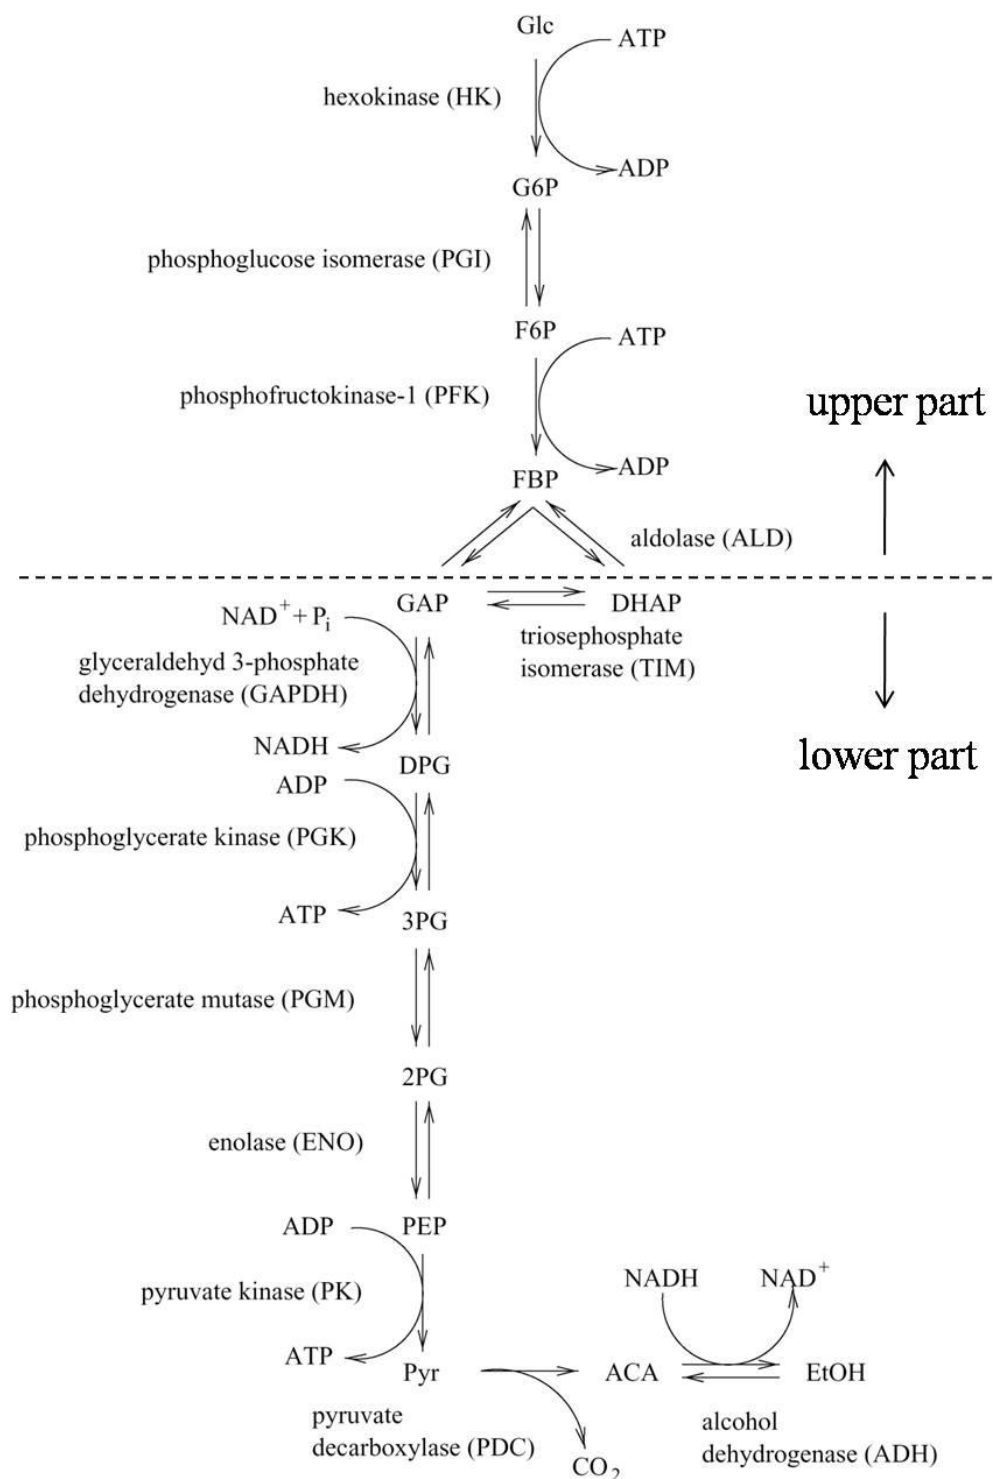 Glc
ATP
hexokinase (HK)
ADP
G6P
phosphoglucose isomerase (PGI)
F6P
ATP
phosphofructokinase-1 (PFK)
upper part
ADP
FBP
aldolase (ALD)
GAP
DHAP
NAD⁺ + Pᵢ
triosephosphate
isomerase (TIM)
glyceraldehyd 3-phosphate
dehydrogenase (GAPDH)
NADH
DPG
lower part
ADP
phosphoglycerate kinase (PGK)
ATP
3PG
phosphoglycerate mutase (PGM)
2PG
enolase (ENO)
ADP
PEP
NADH
NAD⁺
pyruvate kinase (PK)
ATP
Pyr
ACA
EtOH
pyruvate
decarboxylase (PDC)
alcohol
dehydrogenase (ADH)
CO₂